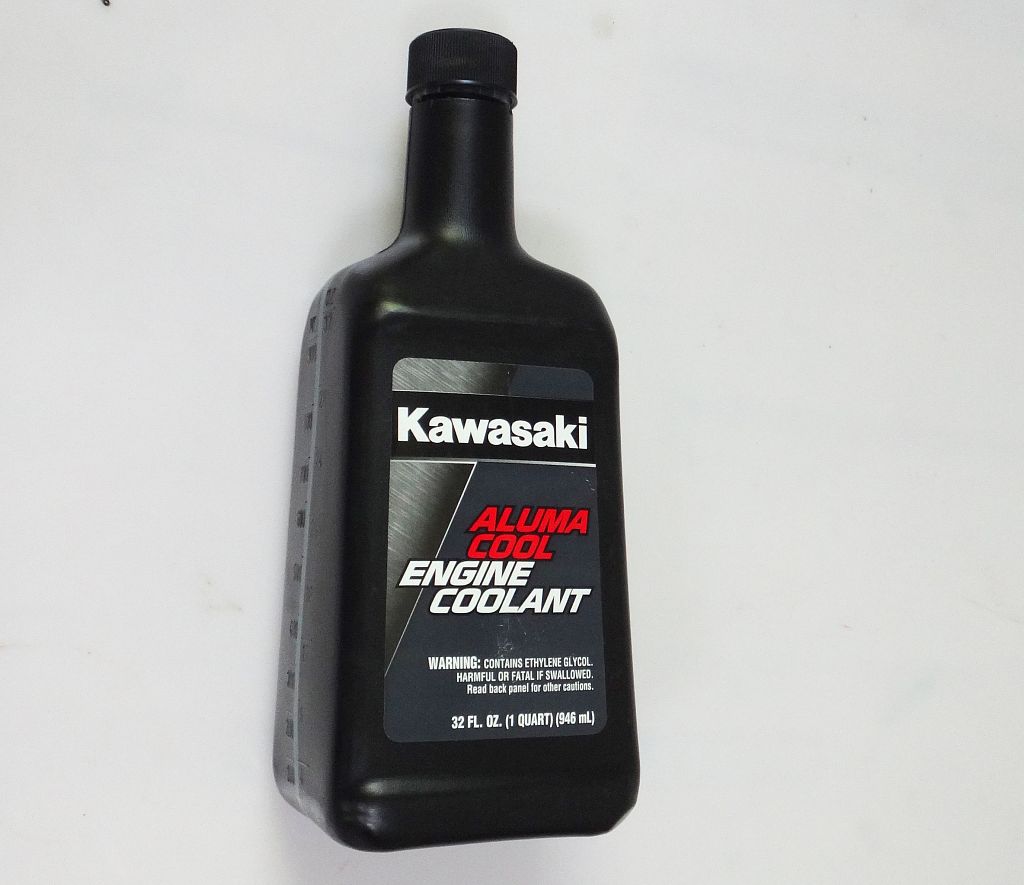 Kawasaki
ALUMA
COOL
ENGINE
COOLANT
WARNING: CONTAINS ETHYLENE GLYCOL.
HARMFUL OR FATAL IF SWALLOWED.
Read back panel for other cautions.
32 FL. OZ. (1 QUART) (946 mL)